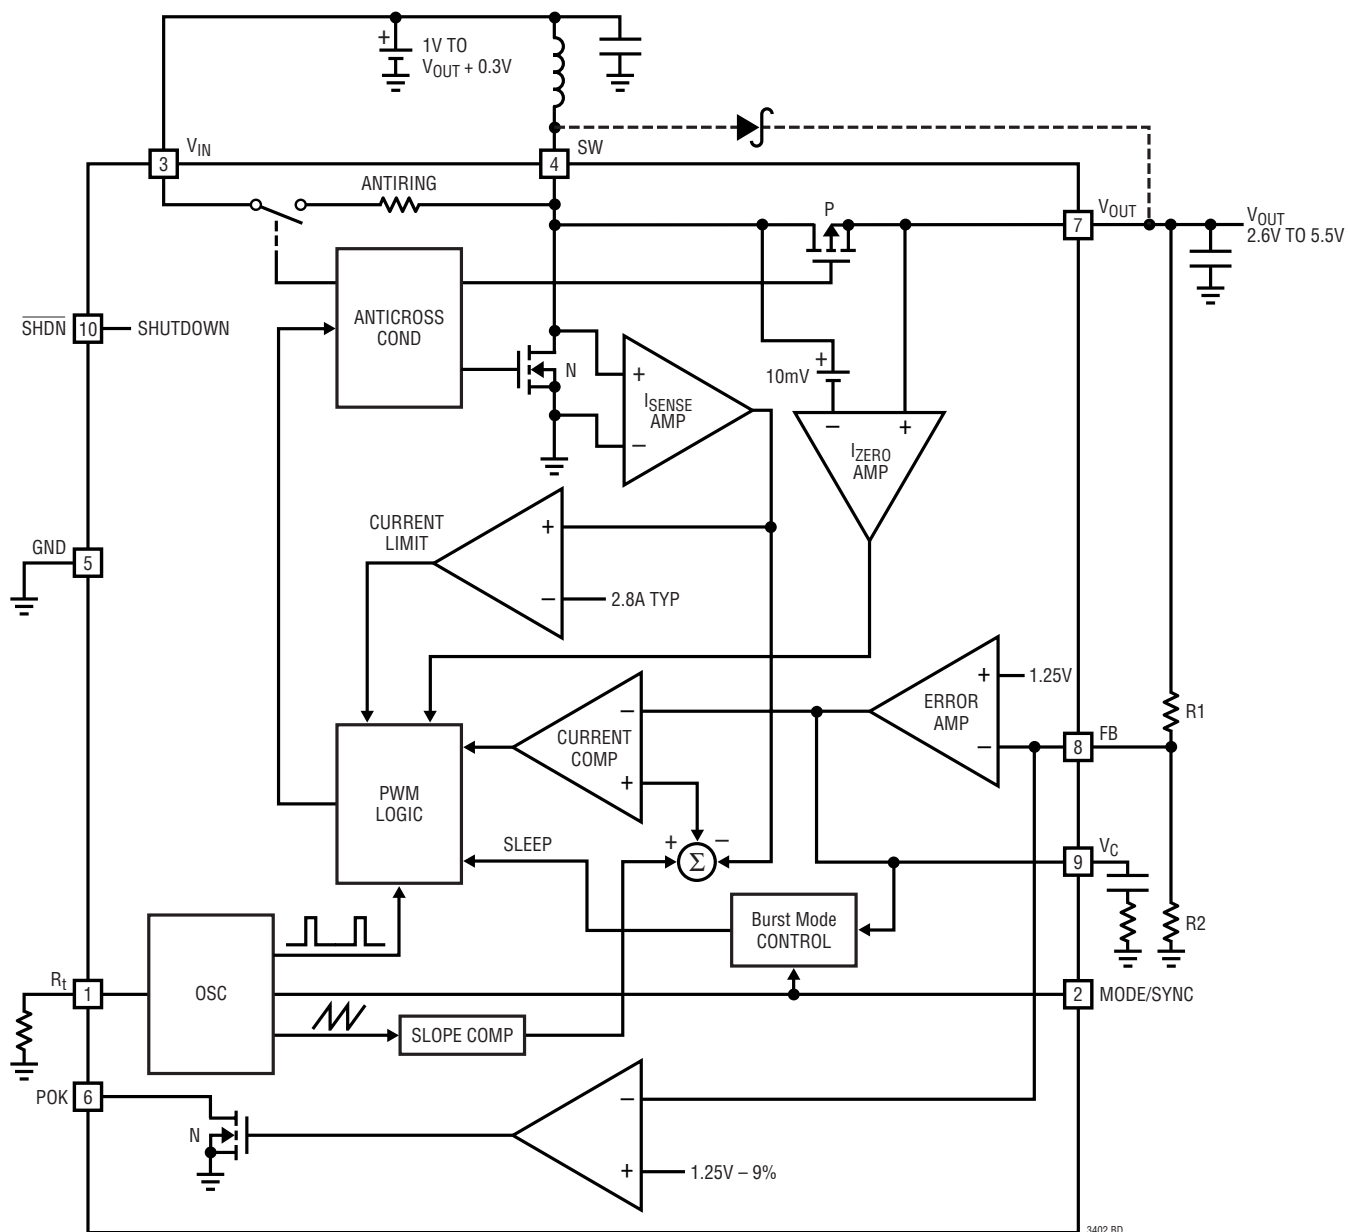 +
1V TO
VOUT + 0.3V
3
VIN
4
SW
ANTIRING
P
7
VOUT
VOUT
2.6V TO 5.5V
SHDN
10
SHUTDOWN
ANTICROSS
COND
N
+
ISENSE
AMP
–
+
10mV
–
+
IZERO
AMP
CURRENT
LIMIT
+
–
2.8A TYP
GND
5
+
1.25V
ERROR
AMP
–
R1
8
FB
–
CURRENT
COMP
+
PWM
LOGIC
+
–
Σ
SLEEP
9
VC
Burst Mode
CONTROL
R2
Rt
1
OSC
2
MODE/SYNC
SLOPE COMP
POK
6
N
–
+
1.25V – 9%
3402 BD